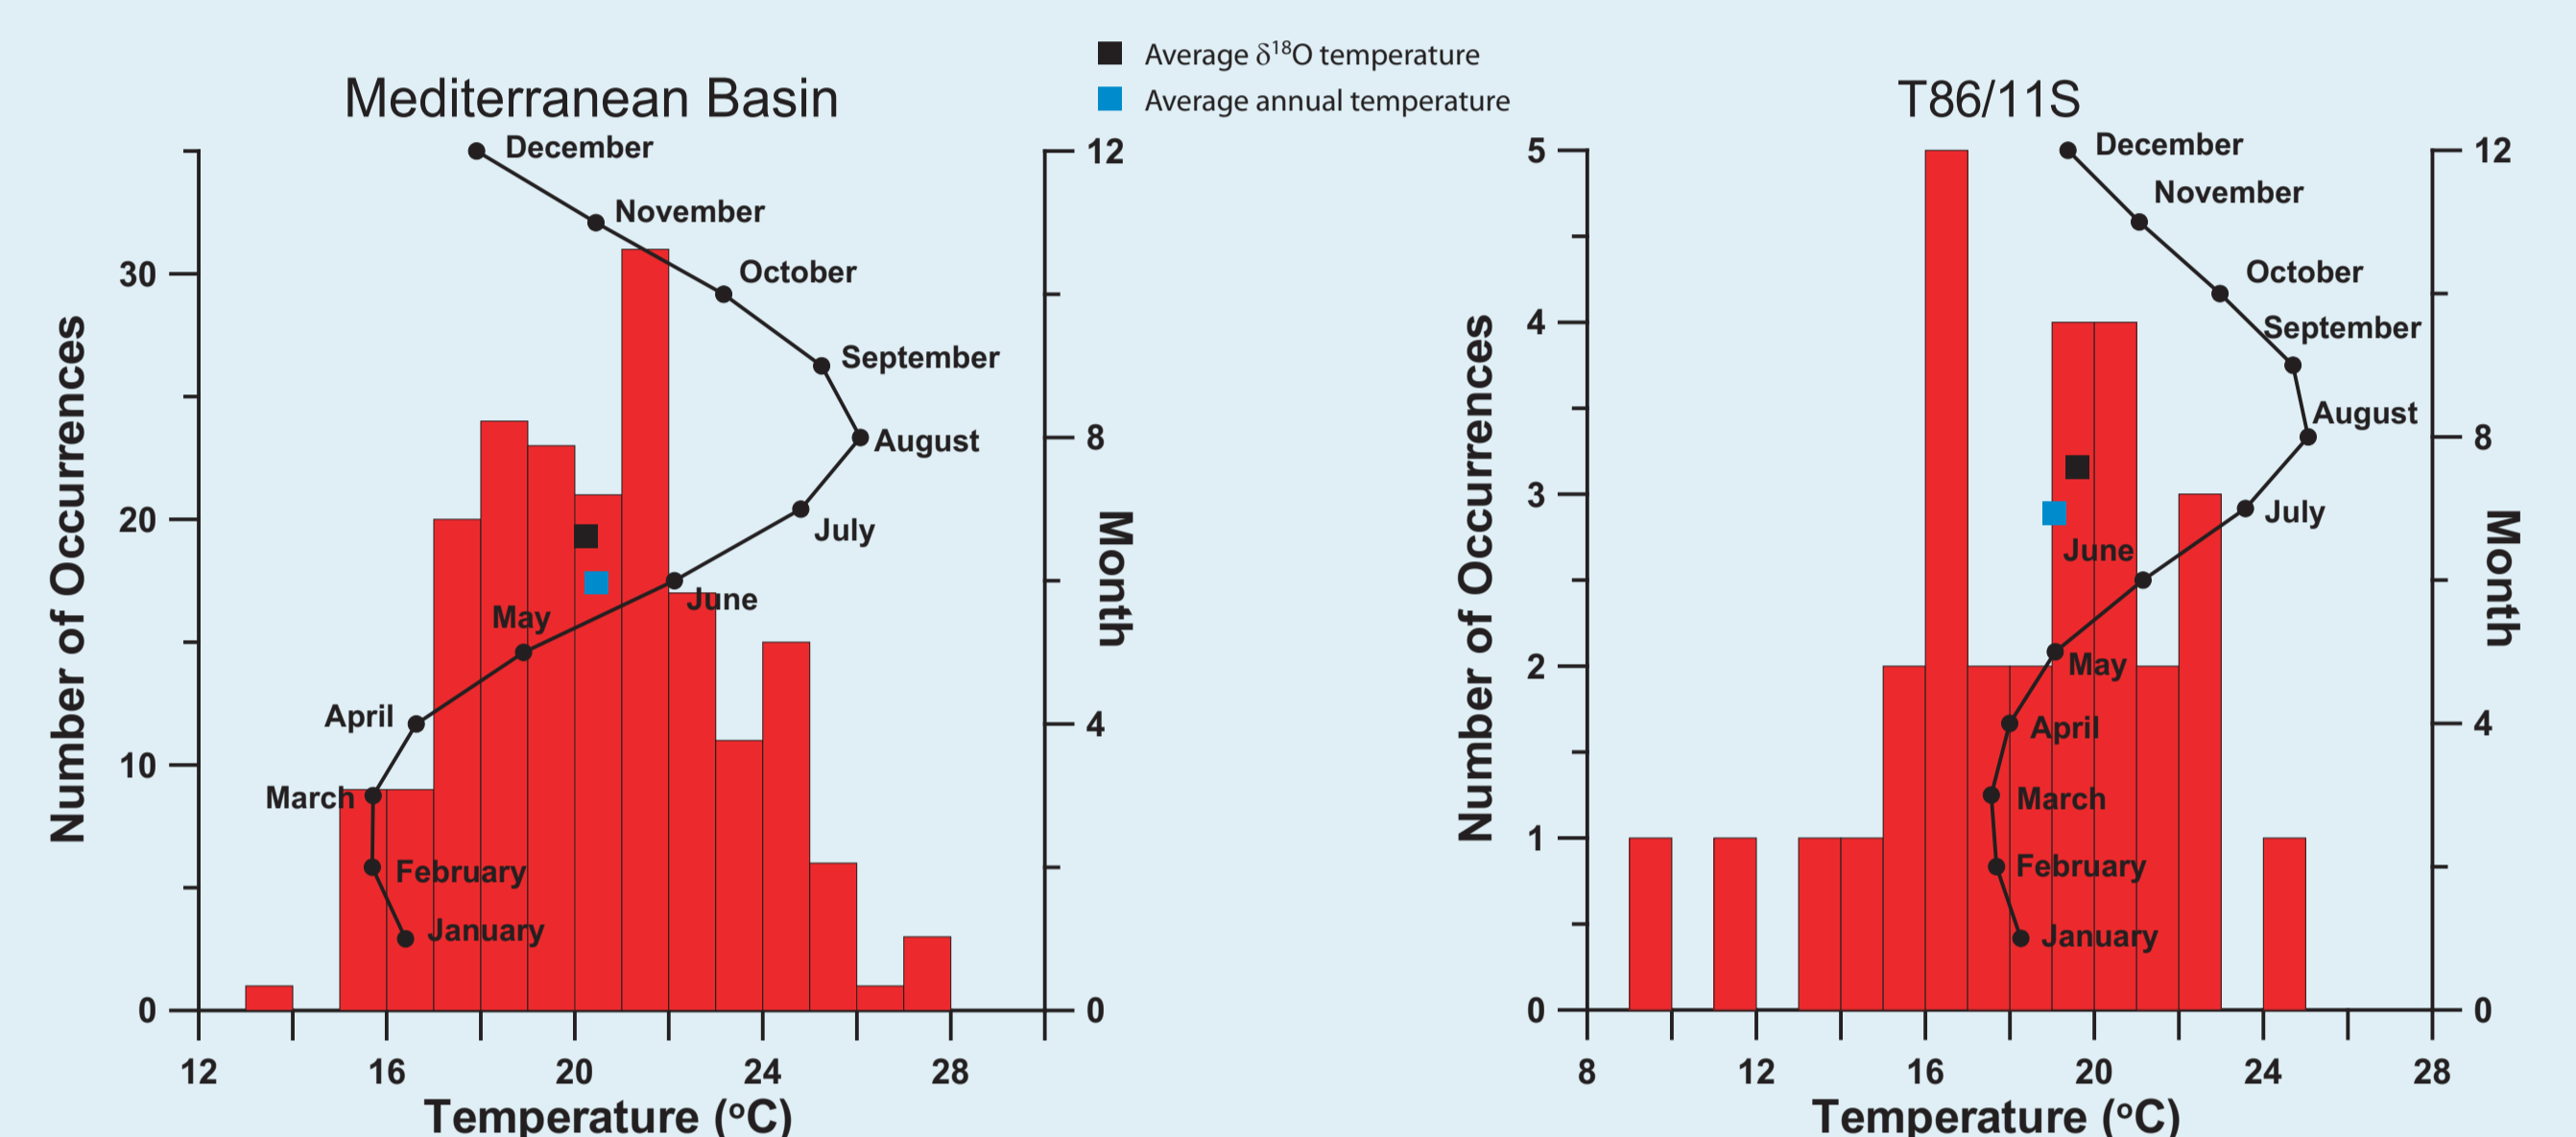 Average δ¹⁸O temperature
Average annual temperature
Mediterranean Basin
December
November
October
September
August
July
June
May
April
March
February
January
30
20
10
0
12
8
4
0
12
16
20
24
28
Number of Occurrences
Month
Temperature (°C)
T86/11S
December
November
October
September
August
July
June
May
April
March
February
January
5
4
3
2
1
0
12
8
4
0
8
12
16
20
24
28
Number of Occurrences
Month
Temperature (°C)